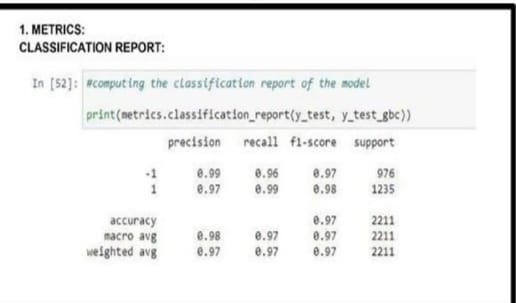 1. METRICS:
CLASSIFICATION REPORT:
In [52]: #computing the classification report of the model
print(metrics.classification_report(y_test, y_test_gbc))
precision recall f1-score support
-1 0.99 0.96 0.97 976
1 0.97 0.99 0.98 1235
accuracy 0.97 2211
macro avg 0.98 0.97 0.97 2211
weighted avg 0.97 0.97 0.97 2211